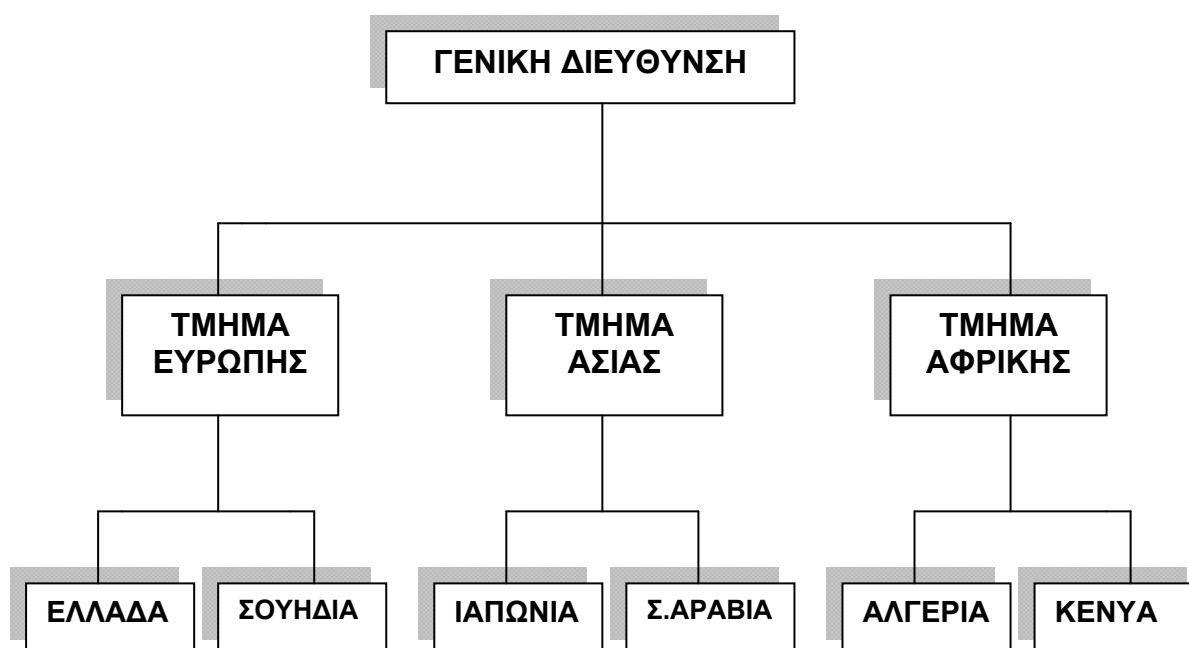 ΓΕΝΙΚΗ ΔΙΕΥΘΥΝΣΗ
ΤΜΗΜΑ
ΕΥΡΩΠΗΣ
ΤΜΗΜΑ
ΑΣΙΑΣ
ΤΜΗΜΑ
ΑΦΡΙΚΗΣ
ΕΛΛΑΔΑ
ΣΟΥΗΔΙΑ
ΙΑΠΩΝΙΑ
Σ.ΑΡΑΒΙΑ
ΑΛΓΕΡΙΑ
ΚΕΝΥΑ